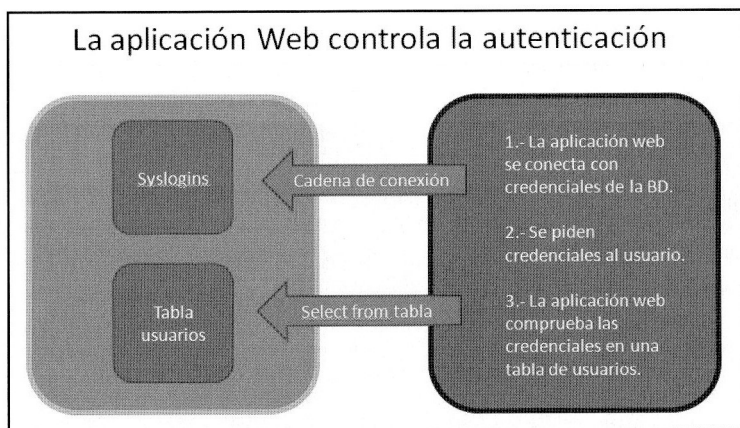 La aplicación Web controla la autenticación
Syslogins
Cadena de conexión
Tabla
usuarios
Select from tabla
1.- La aplicación web
se conecta con
credenciales de la BD.
2.- Se piden
credenciales al usuario.
3.- La aplicación web
comprueba las
credenciales en una
tabla de usuarios.